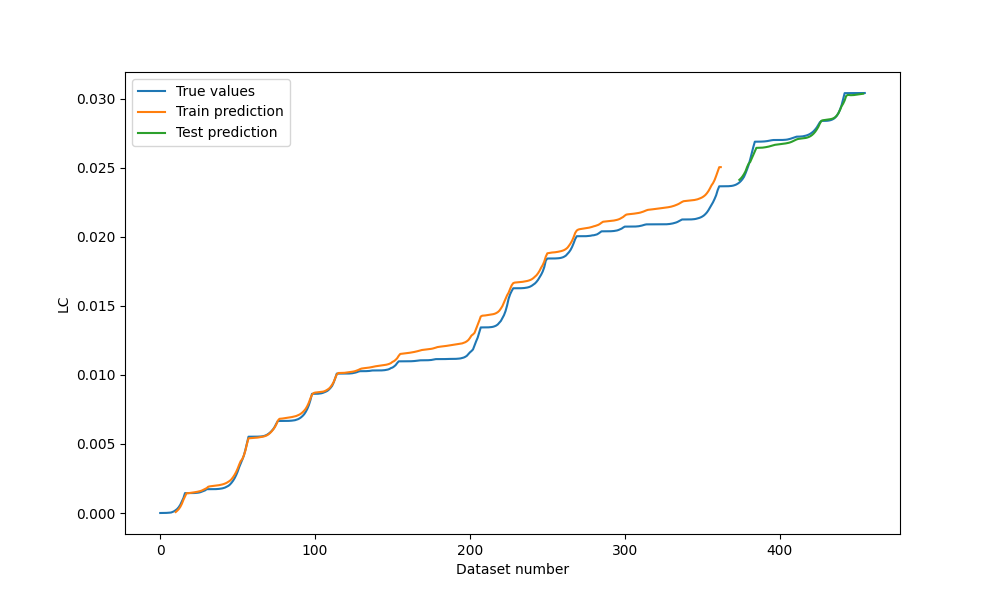 True values
Train prediction
Test prediction
0.030
0.025
0.020
0.015
0.010
0.005
0.000
LC
0
100
200
300
400
Dataset number